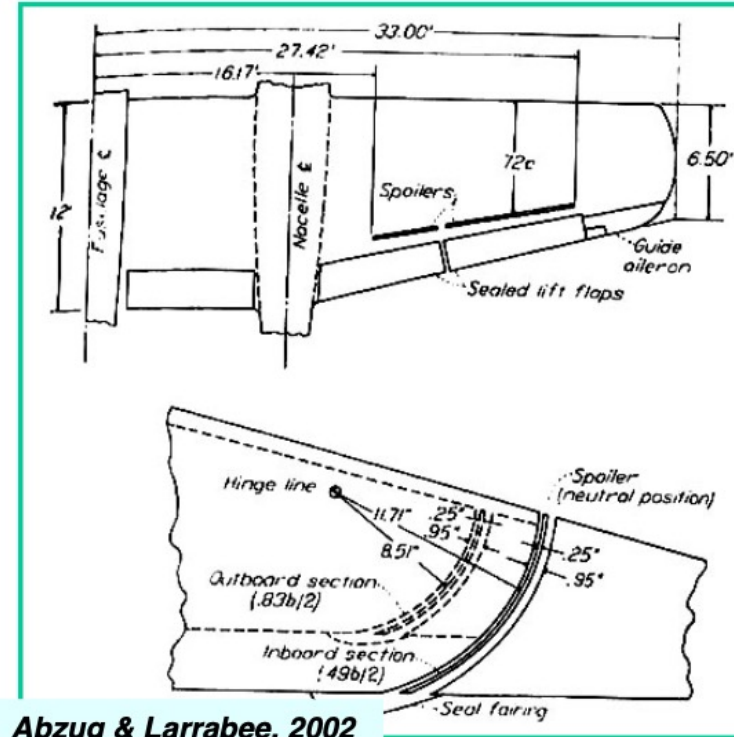 33.00'
27.42'
16.17'
12'
Fuselage ℄
Nacelle ℄
.72c
6.50'
Spoilers
Guide
aileron
Sealed lift flaps
Hinge line
Spoiler
(neutral position)
11.71"
.25"
.95"
8.51"
.25"
.95"
Outboard section
(.83b/2)
Inboard section
(.49b/2)
Seal fairing
Abzug & Larrabee, 2002